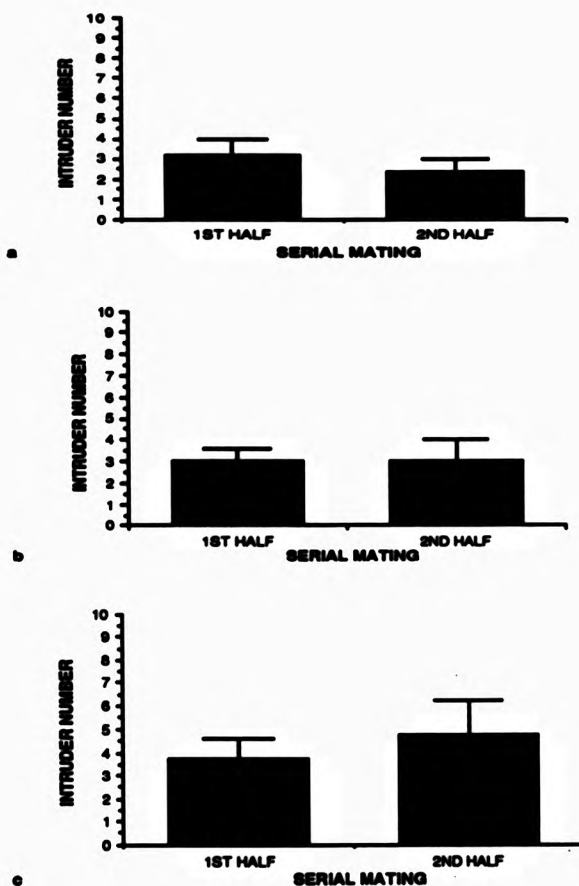 10
9
8
7
6
5
4
3
2
1
0
INTRUDER NUMBER
1ST HALF 2ND HALF
SERIAL MATING
a
10
9
8
7
6
5
4
3
2
1
0
INTRUDER NUMBER
1ST HALF 2ND HALF
SERIAL MATING
b
10
9
8
7
6
5
4
3
2
1
0
INTRUDER NUMBER
1ST HALF 2ND HALF
SERIAL MATING
c